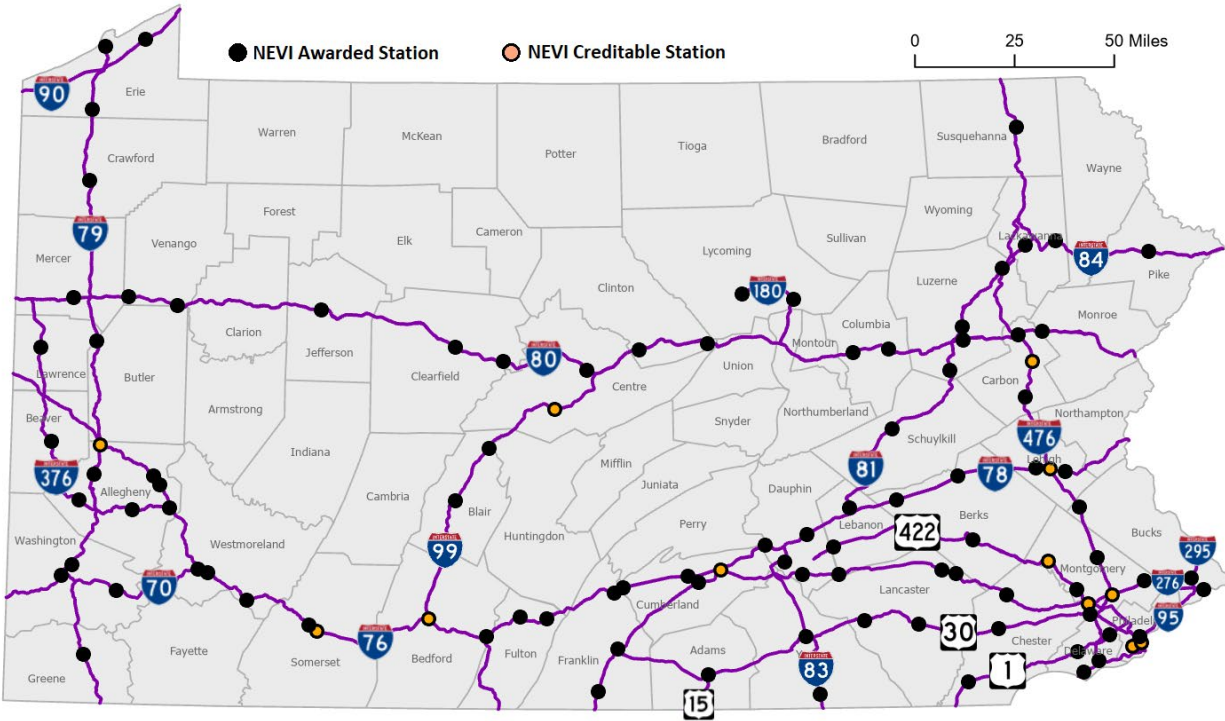 NEVI Awarded Station
NEVI Creditable Station
0 25 50 Miles
90
Erie
Warren
McKean
Potter
Tioga
Bradford
Susquehanna
Wayne
Crawford
Forest
Elk
Cameron
Wyoming
Lackawanna
79
Venango
Mercer
Lycoming
Sullivan
84
Pike
Clinton
180
Luzerne
Monroe
Clarion
Jefferson
Columbia
Montour
80
Union
Lawrence
Butler
Clearfield
Centre
Carbon
Armstrong
Beaver
Snyder
Northumberland
Northampton
Schuylkill
476
Indiana
Mifflin
Lehigh
376
81
78
Allegheny
Cambria
Juniata
Dauphin
Blair
Perry
Lebanon
422
Berks
Bucks
Washington
Westmoreland
99
Huntingdon
295
70
Montgomery
276
Cumberland
Lancaster
95
Philadel
76
30
Chester
Fayette
Somerset
Bedford
Fulton
Franklin
Adams
Delaware
83
1
Greene
15